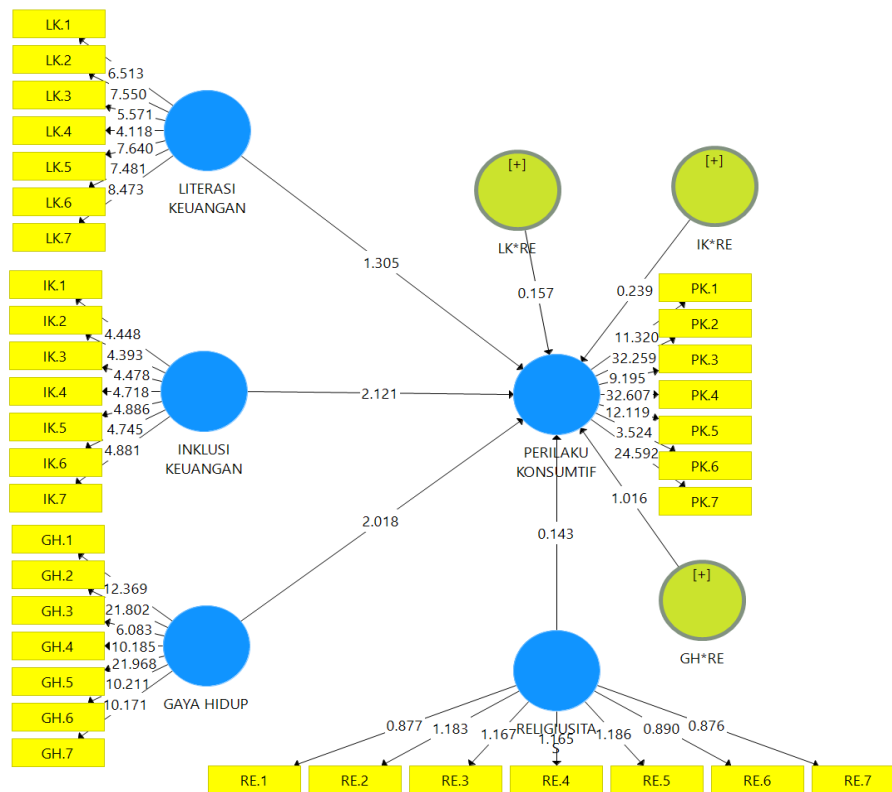 LK.1
LK.2
LK.3
LK.4
LK.5
LK.6
LK.7
6.513
7.550
5.571
4.118
7.640
7.481
8.473
LITERASI
KEUANGAN
1.305
[+]
LK*RE
0.157
[+]
IK*RE
0.239
IK.1
IK.2
IK.3
IK.4
IK.5
IK.6
IK.7
4.448
4.393
4.478
4.718
4.886
4.745
4.881
INKLUSI
KEUANGAN
2.121
PERILAKU
KONSUMTIF
11.320
32.259
9.195
32.607
12.119
3.524
24.592
PK.1
PK.2
PK.3
PK.4
PK.5
PK.6
PK.7
GH.1
GH.2
GH.3
GH.4
GH.5
GH.6
GH.7
12.369
21.802
6.083
10.185
21.968
10.211
10.171
GAYA HIDUP
2.018
0.143
1.016
[+]
GH*RE
RELIGIUSITA
S
0.877
1.183
1.167
1.165
1.186
0.890
0.876
RE.1
RE.2
RE.3
RE.4
RE.5
RE.6
RE.7